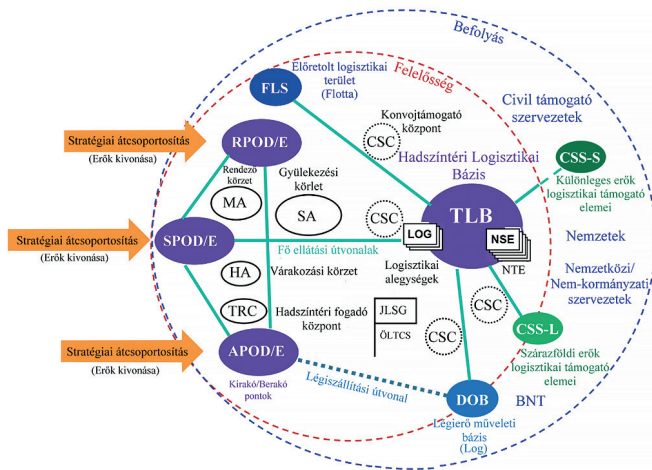 Befolyás
Felelősség
FLS
Előretolt logisztikai
terület
(Flotta)
Civil támogató
szervezetek
Stratégiai átcsoportosítás
(Erők kivonása)
RPOD/E
Konvojtámogató
központ
CSC
Hadszíntéri Logisztikai
Bázis
CSS-S
Különleges erők
logisztikai támogató
elemei
Rendező
körzet
MA
Gyülekezési
körlet
SA
CSC
TLB
LOG
NSE
NTE
Nemzetek
Stratégiai átcsoportosítás
(Erők kivonása)
SPOD/E
Fő ellátási útvonalak
Logisztikai
alegységek
HA
Várakozási körzet
Nemzetközi/
Nem-kormányzati
szervezetek
TRC
Hadszíntéri fogadó
központ
JLSG
ÖLTCS
CSC
CSC
CSS-L
Szárazföldi erők
logisztikai támogató
elemei
Stratégiai átcsoportosítás
(Erők kivonása)
APOD/E
Kirakó/Berakó
pontok
Légiszállítási útvonal
DOB
BNT
Légierő műveleti
bázis
(Log)